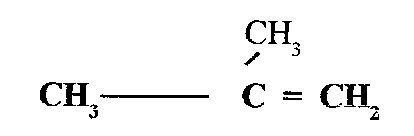 CH₃
CH₃ C = CH₂